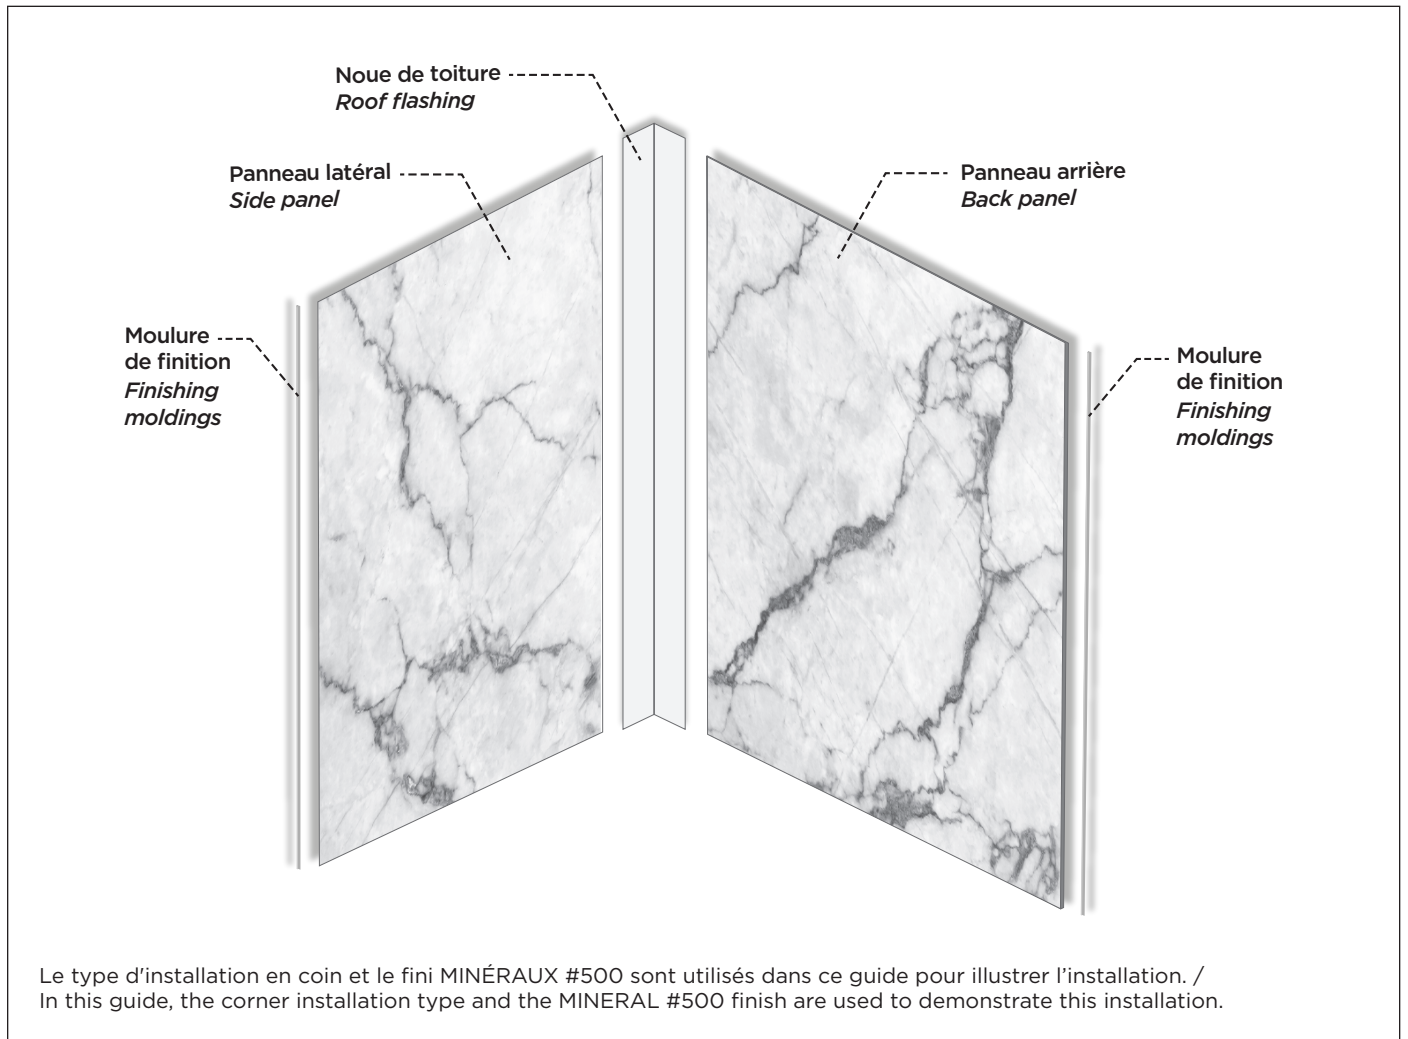 Noue de toiture
Roof flashing
Panneau latéral
Side panel
Panneau arrière
Back panel
Moulure
de finition
Finishing
moldings
Moulure
de finition
Finishing
moldings
Le type d'installation en coin et le fini MINÉRAUX #500 sont utilisés dans ce guide pour illustrer l’installation. /
In this guide, the corner installation type and the MINERAL #500 finish are used to demonstrate this installation.